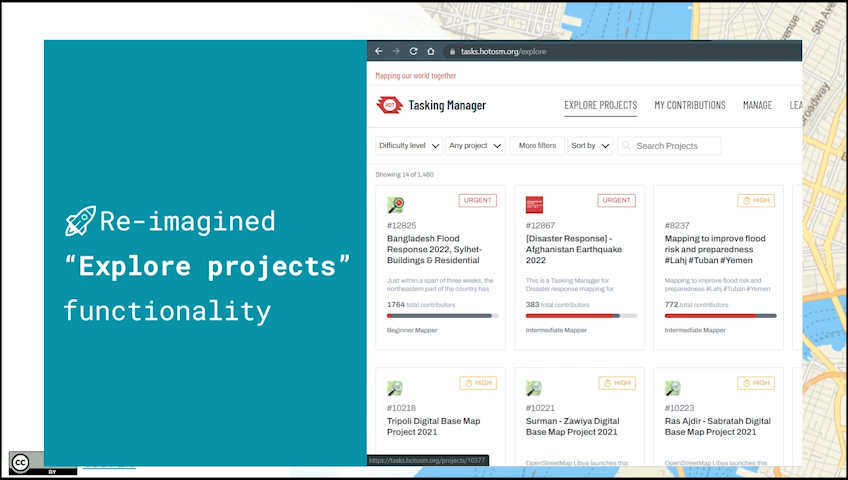 Re-imagined
“Explore projects”
functionality
tasks.hotosm.org/explore
Mapping our world together
HOT
Tasking Manager
EXPLORE PROJECTS
MY CONTRIBUTIONS
MANAGE
LEA
Difficulty level
Any project
More filters
Sort by
Search Projects
Showing 14 of 1,480
URGENT
#12825
Bangladesh Flood
Response 2022, Sylhet-
Buildings & Residential
Just within a span of three weeks, the
northeastern part of the country has
1764 total contributors
Beginner Mapper
URGENT
#12867
[Disaster Response] -
Afghanistan Earthquake
2022
This is a Tasking Manager for
Disaster response mapping for
383 total contributors
Intermediate Mapper
HIGH
#8237
Mapping to improve flood
risk and preparedness
#Lahj #Tuban #Yemen
Mapping to improve flood risk and
preparedness #Lahj #Tuban #Yemen
772 total contributors
Intermediate Mapper
HIGH
#10218
Tripoli Digital Base Map
Project 2021
HIGH
#10221
Surman - Zawiya Digital
Base Map Project 2021
OpenStreetMap Libya launches this
HIGH
#10223
Ras Ajdir - Sabratah Digital
Base Map Project 2021
OpenStreetMap Libya launches this
https://tasks.hotosm.org/projects/10377
cc
BY
5th Ave
Broadway